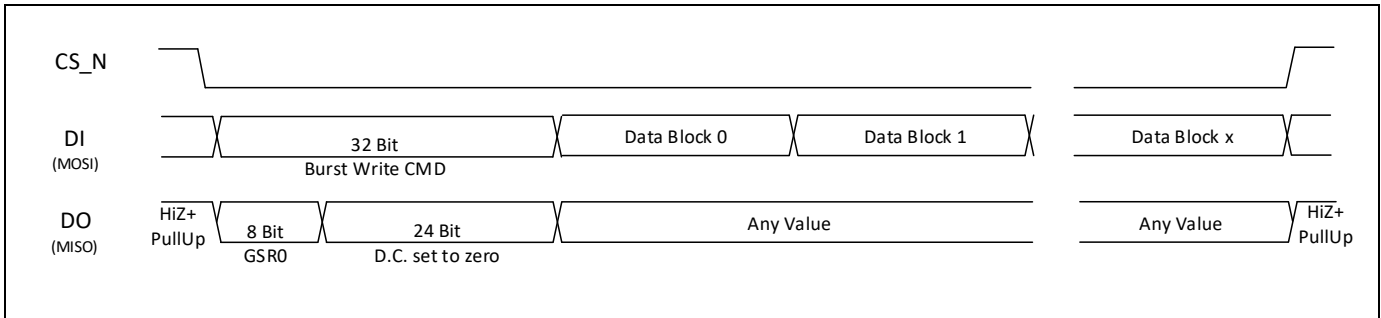 CS_N
DI
(MOSI)
32 Bit
Burst Write CMD
Data Block 0
Data Block 1
Data Block x
DO
(MISO)
HiZ+
PullUp
8 Bit
GSR0
24 Bit
D.C. set to zero
Any Value
Any Value
HiZ+
PullUp